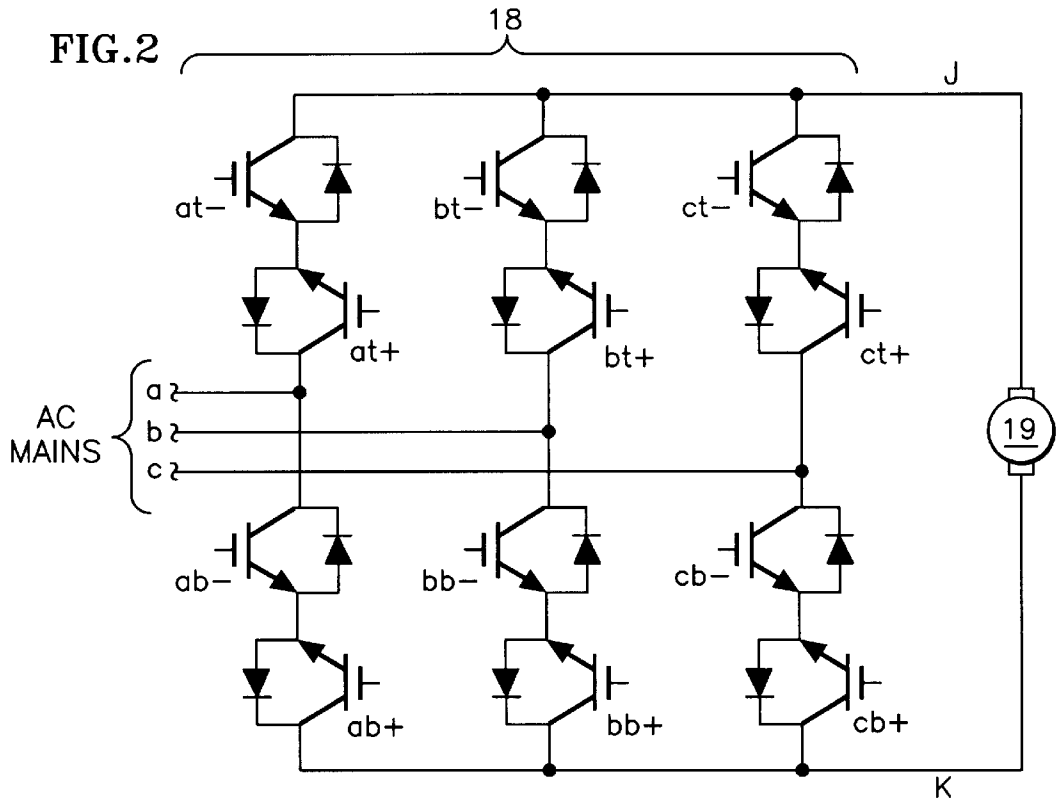 FIG.2
18
J
at−
bt−
ct−
at+
bt+
ct+
AC
MAINS
a
b
c
19
ab−
bb−
cb−
ab+
bb+
cb+
K